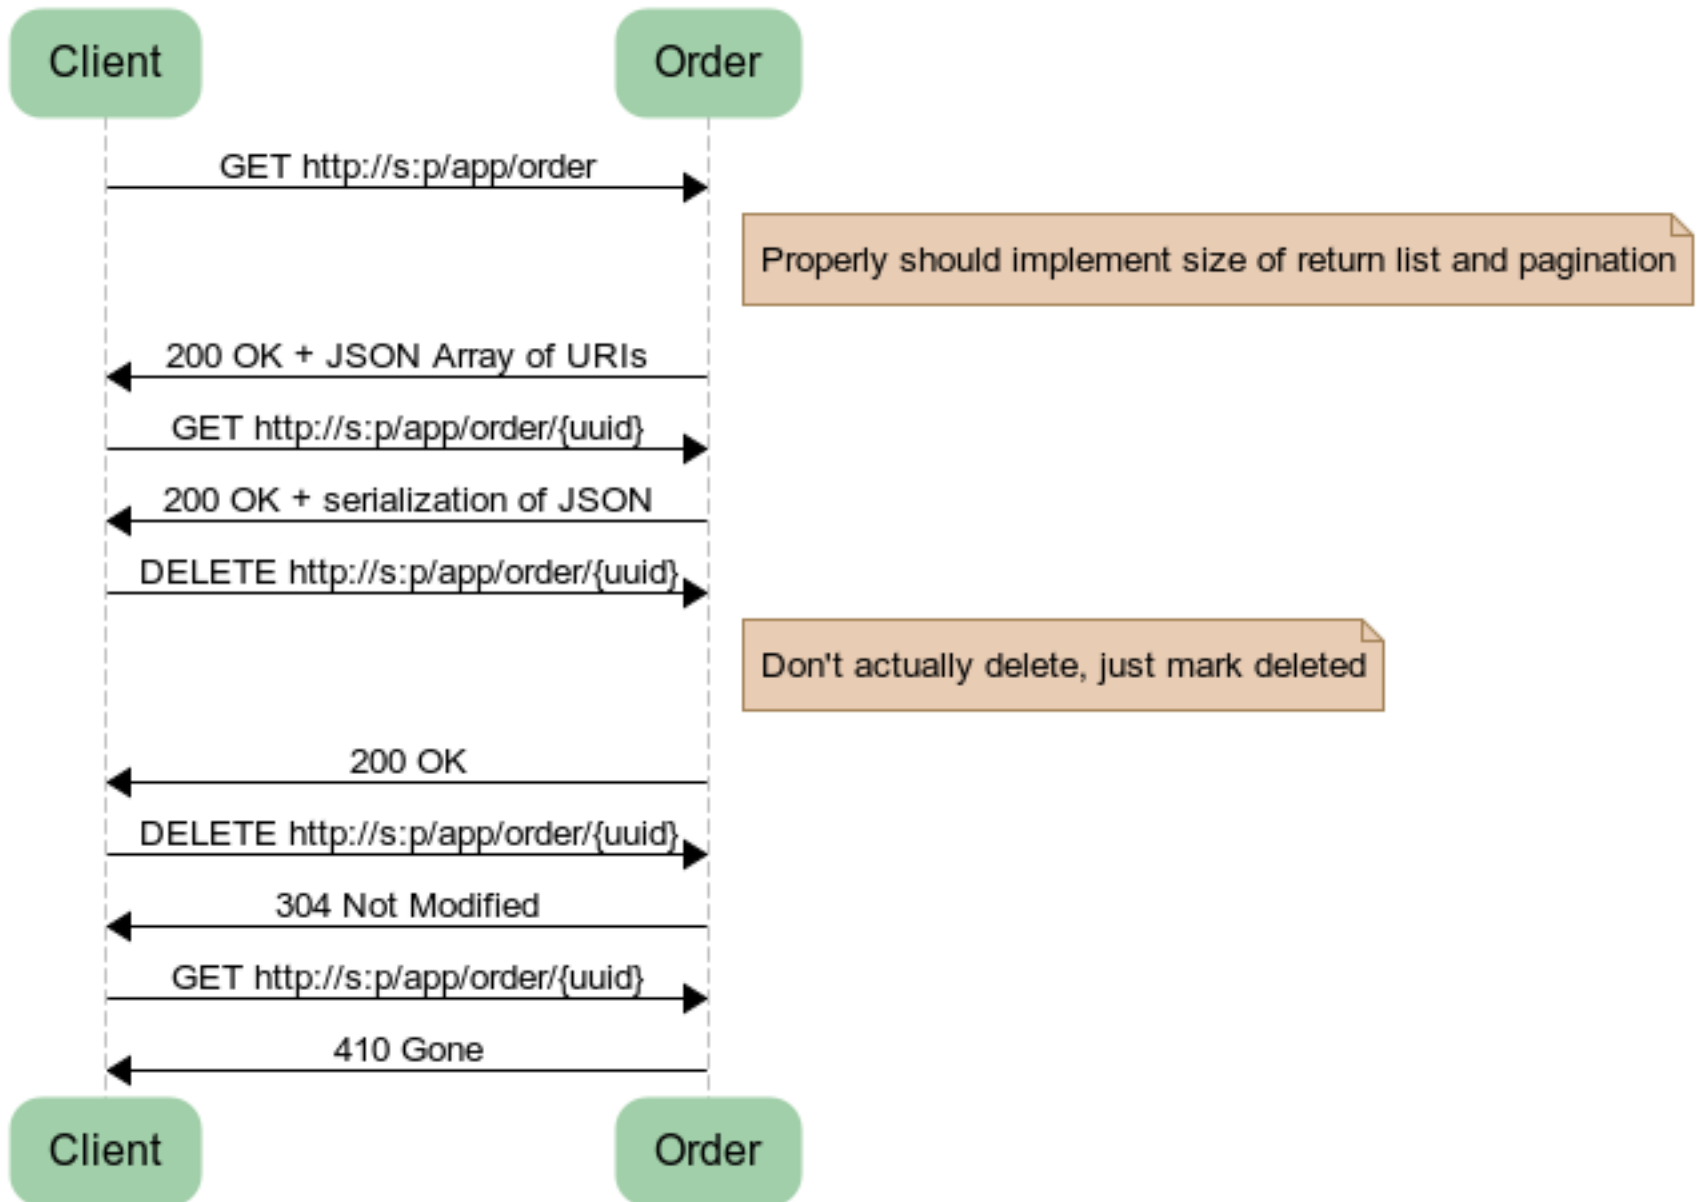 Client
Order
GET http://s:p/app/order
Properly should implement size of return list and pagination
200 OK + JSON Array of URIs
GET http://s:p/app/order/{uuid}
200 OK + serialization of JSON
DELETE http://s:p/app/order/{uuid}
Don't actually delete, just mark deleted
200 OK
DELETE http://s:p/app/order/{uuid}
304 Not Modified
GET http://s:p/app/order/{uuid}
410 Gone
Client
Order